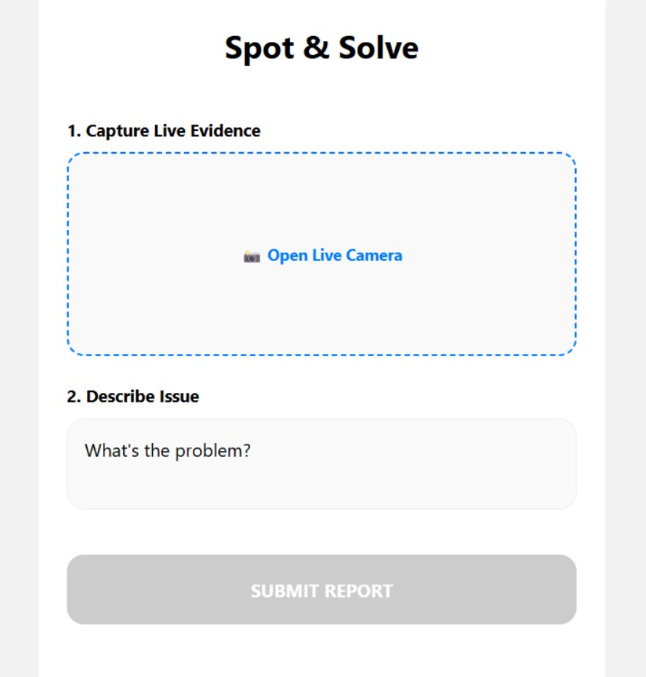 Spot & Solve
1. Capture Live Evidence
📸 Open Live Camera
2. Describe Issue
What's the problem?
SUBMIT REPORT